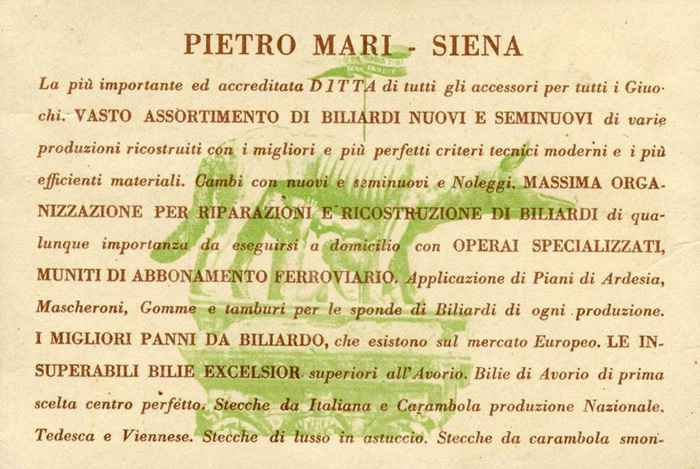 PIETRO MARI - SIENA
La più importante ed accreditata DITTA di tutti gli accessori per tutti i Giuo-
chi. VASTO ASSORTIMENTO DI BILIARDI NUOVI E SEMINUOVI di varie
produzioni ricostruiti con i migliori e più perfetti criteri tecnici moderni e i più
efficienti materiali. Cambi con nuovi e seminuovi e Noleggi. MASSIMA ORGA-
NIZZAZIONE PER RIPARAZIONI E RICOSTRUZIONE DI BILIARDI di qua-
lunque importanza da eseguirsi a domicilio con OPERAI SPECIALIZZATI,
MUNITI DI ABBONAMENTO FERROVIARIO. Applicazione di Piani di Ardesia,
Mascheroni, Gomme e tamburi per le sponde di Biliardi di ogni produzione.
I MIGLIORI PANNI DA BILIARDO, che esistono sul mercato Europeo. LE IN-
SUPERABILI BILIE EXCELSIOR superiori all'Avorio. Bilie di Avorio di prima
scelta centro perfetto. Stecche da Italiana e Carambola produzione Nazionale,
Tedesca e Viennese. Stecche di lusso in astuccio. Stecche da carambola smon-